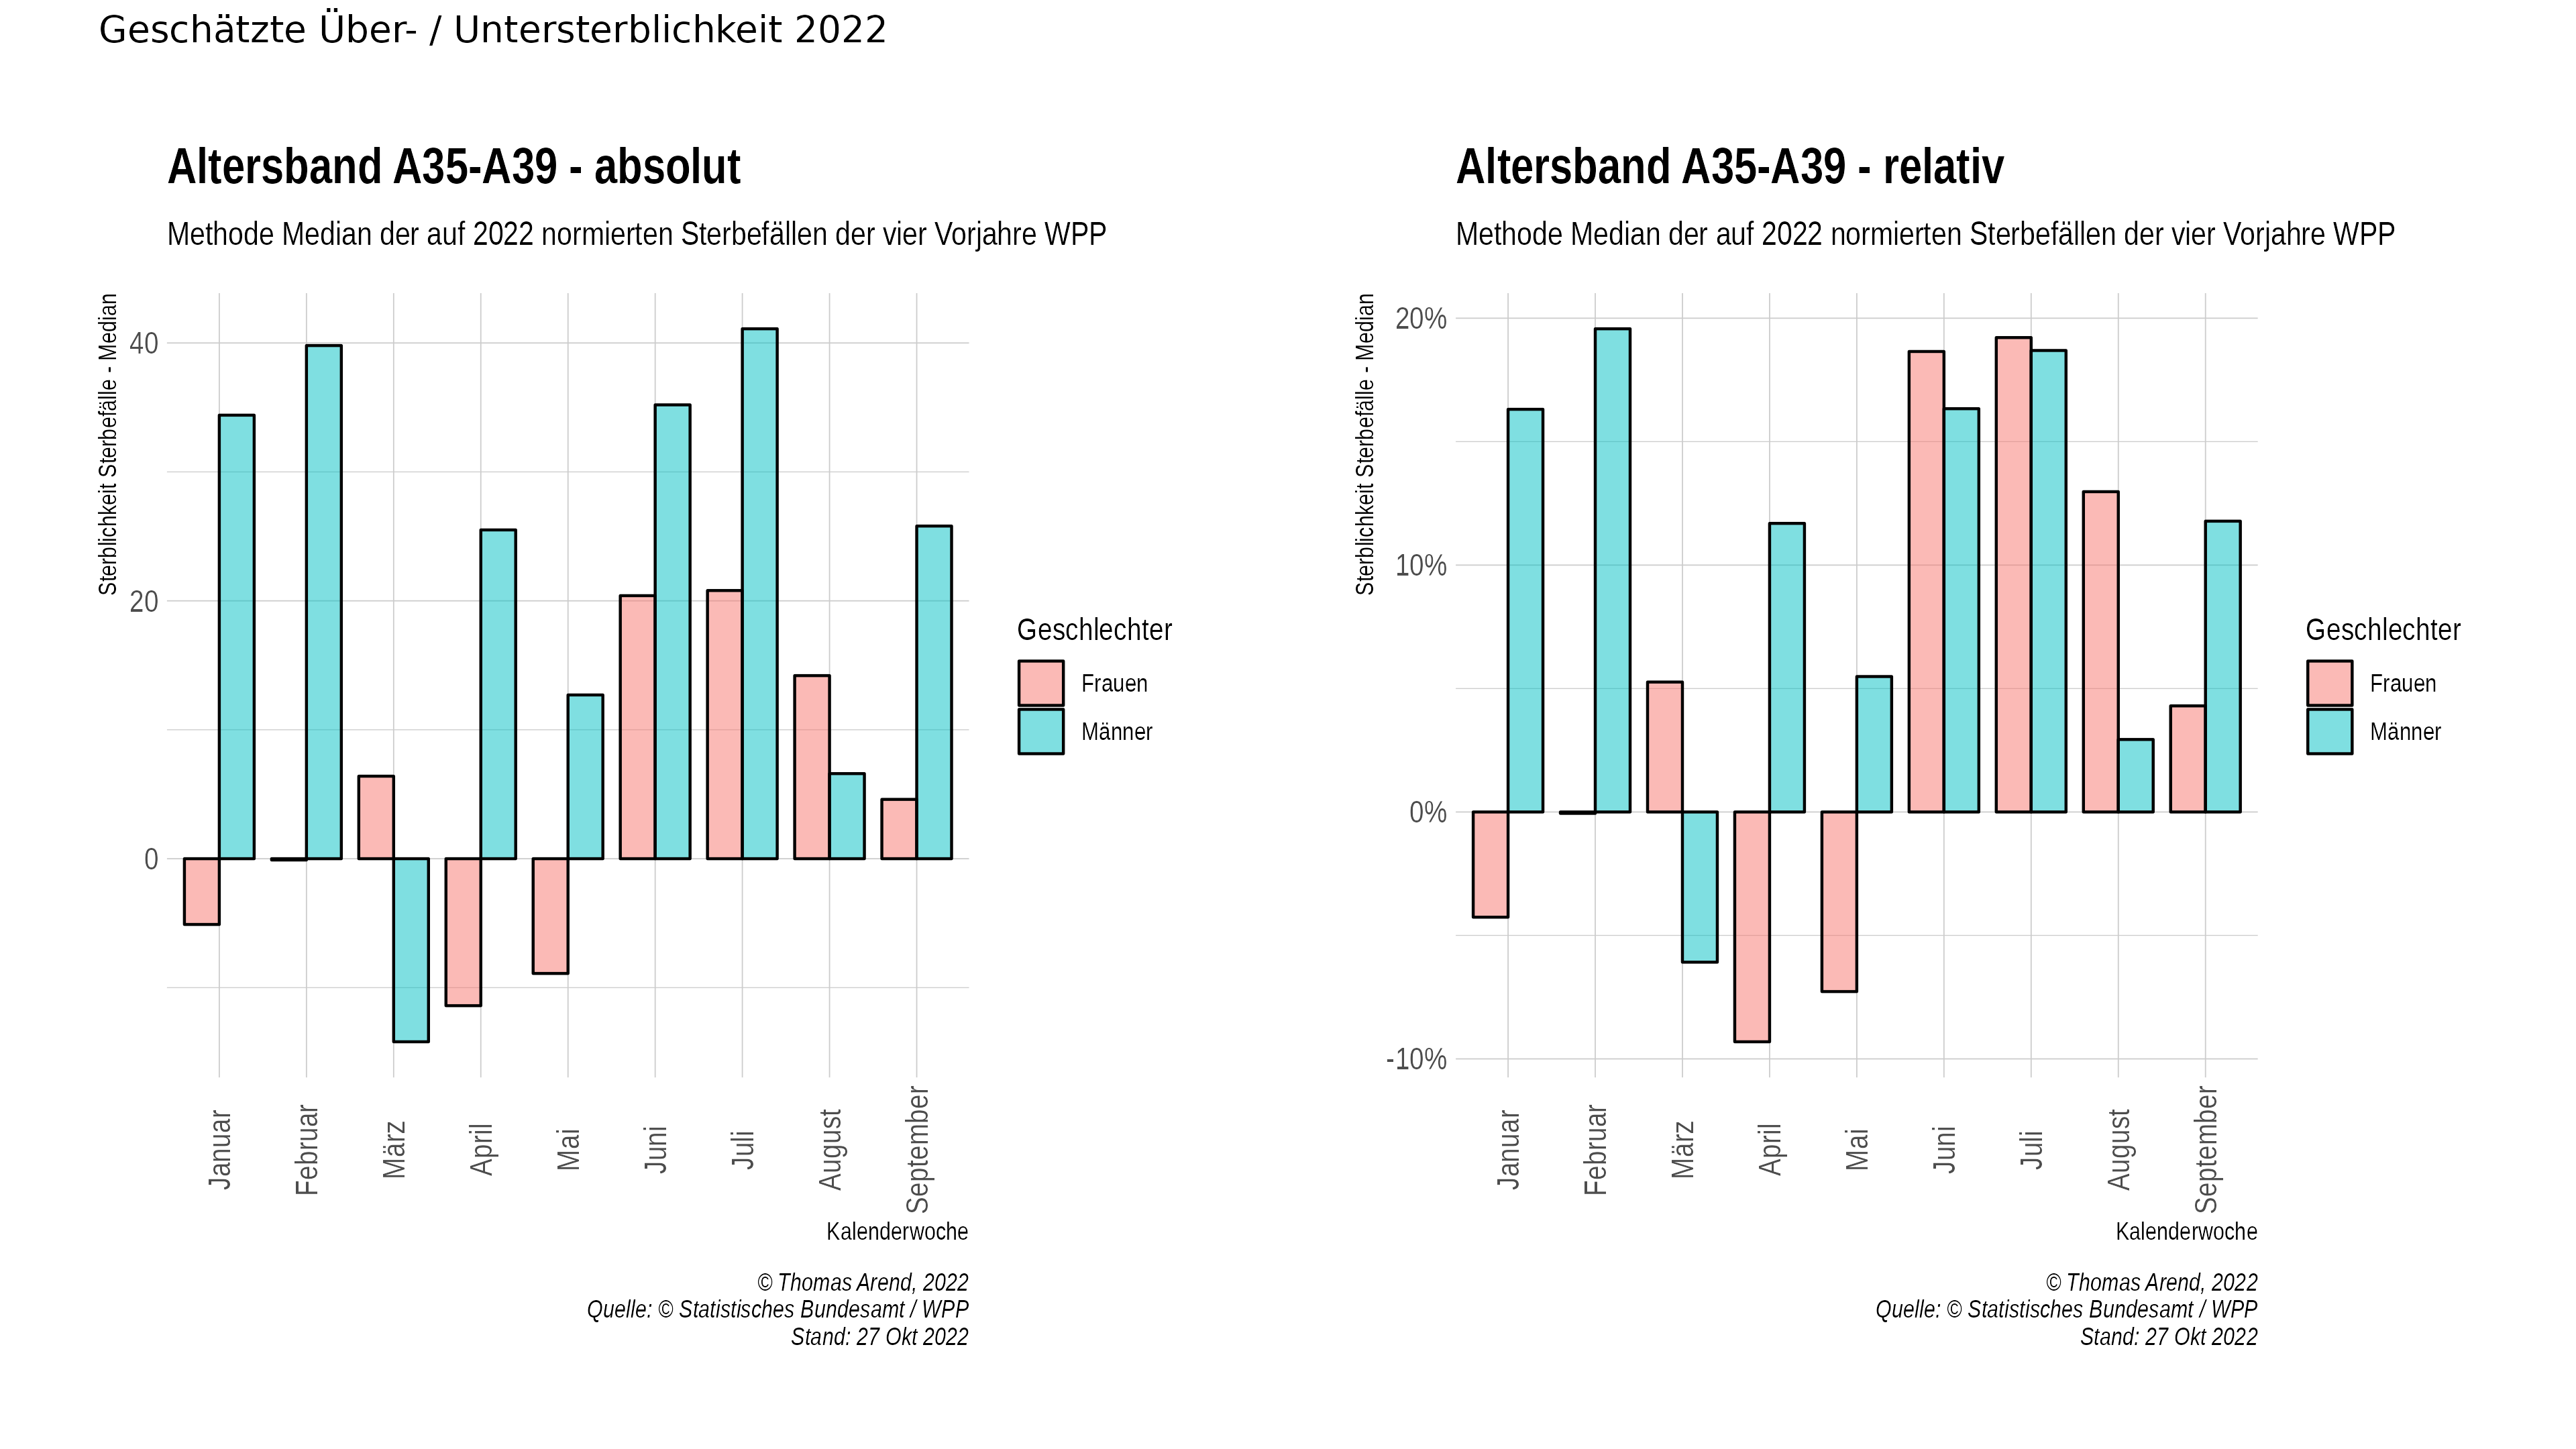 Geschätzte Über- / Untersterblichkeit 2022
Altersband A35-A39 - absolut
Methode Median der auf 2022 normierten Sterbefällen der vier Vorjahre WPP
Sterblichkeit Sterbefälle - Median
40
20
0
Januar
Februar
März
April
Mai
Juni
Juli
August
September
Kalenderwoche
Geschlechter
Frauen
Männer
© Thomas Arend, 2022
Quelle: © Statistisches Bundesamt / WPP
Stand: 27 Okt 2022
Altersband A35-A39 - relativ
Methode Median der auf 2022 normierten Sterbefällen der vier Vorjahre WPP
Sterblichkeit Sterbefälle - Median
20%
10%
0%
-10%
Januar
Februar
März
April
Mai
Juni
Juli
August
September
Kalenderwoche
Geschlechter
Frauen
Männer
© Thomas Arend, 2022
Quelle: © Statistisches Bundesamt / WPP
Stand: 27 Okt 2022